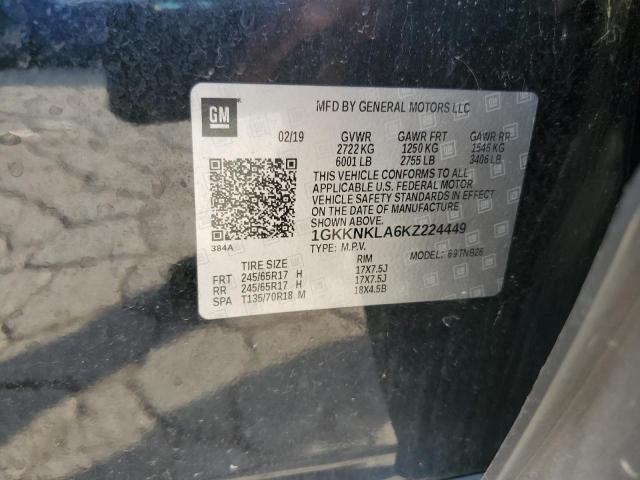 GM
MFD BY GENERAL MOTORS LLC
02/19 GVWR GAWR FRT GAWR RR
2722 KG 1250 KG 1545 KG
6001 LB 2755 LB 3406 LB
THIS VEHICLE CONFORMS TO ALL
APPLICABLE U.S. FEDERAL MOTOR
VEHICLE SAFETY STANDARDS IN EFFECT
ON THE DATE OF MANUFACTURE
SHOWN ABOVE.
384A
1GKKNKLA6KZ224449
TYPE: M.P.V. MODEL: 69TNB26
TIRE SIZE RIM
FRT 245/65R17 H 17X7.5J
RR 245/65R17 H 17X7.5J
SPA T135/70R18 M 18X4.5B